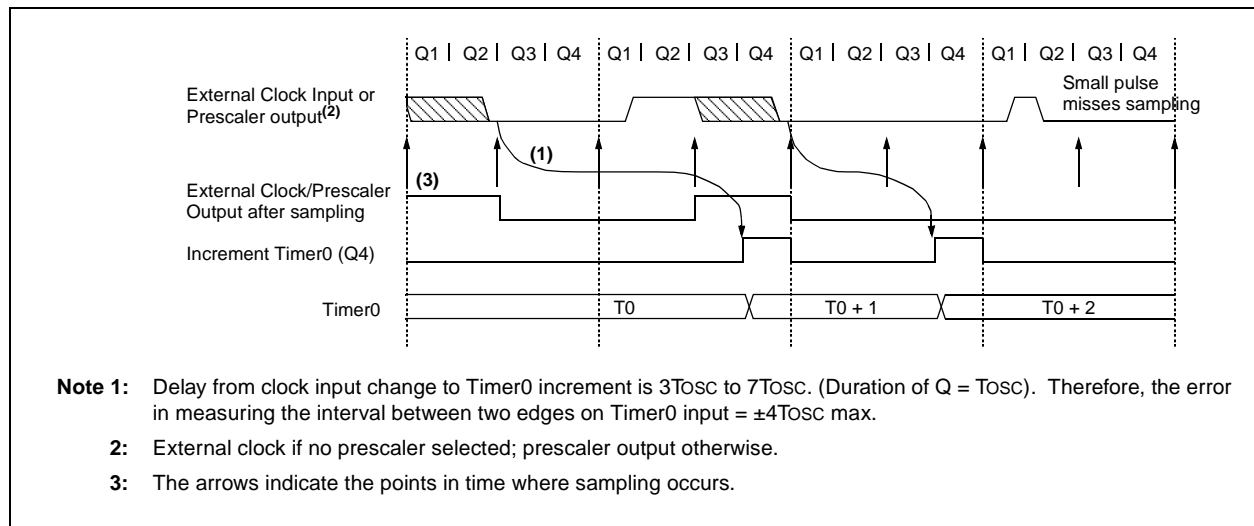 Q1 | Q2 | Q3 | Q4 Q1 | Q2 | Q3 | Q4 Q1 | Q2 | Q3 | Q4 Q1 | Q2 | Q3 | Q4
External Clock Input or
Prescaler output(2)
Small pulse
misses sampling
(1)
(3)
External Clock/Prescaler
Output after sampling
Increment Timer0 (Q4)
Timer0
T0 T0 + 1 T0 + 2
Note 1: Delay from clock input change to Timer0 increment is 3TOSC to 7TOSC. (Duration of Q = TOSC). Therefore, the error
in measuring the interval between two edges on Timer0 input = ±4TOSC max.
2: External clock if no prescaler selected; prescaler output otherwise.
3: The arrows indicate the points in time where sampling occurs.